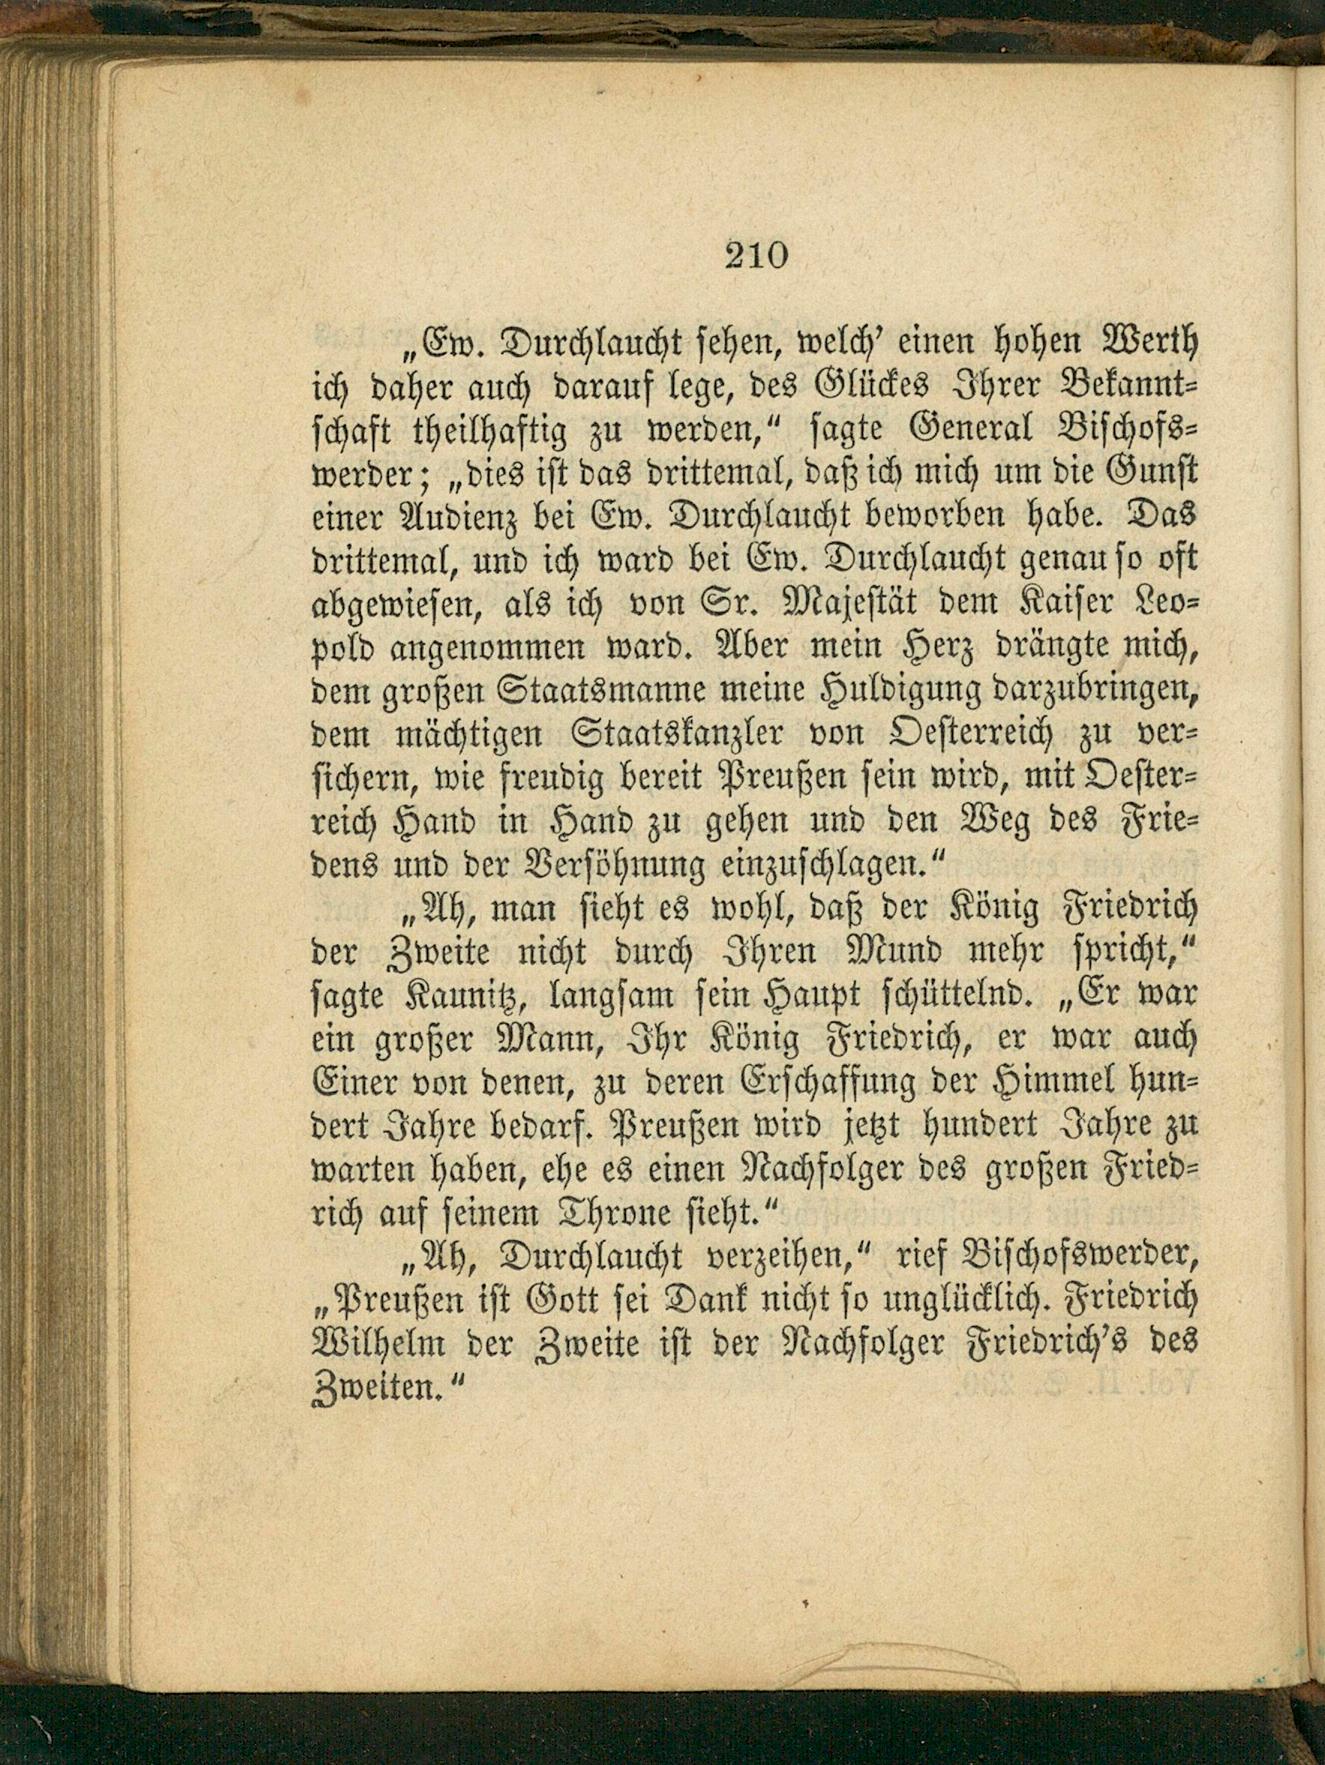 210
„Ew. Durchlaucht sehen, welch’ einen hohen Werth
ich daher auch darauf lege, des Glückes Ihrer Bekannt-
schaft theilhaftig zu werden,“ sagte General Bischofs-
werder; „dies ist das drittemal, daß ich mich um die Gunst
einer Audienz bei Ew. Durchlaucht beworben habe. Das
drittemal, und ich ward bei Ew. Durchlaucht genau so oft
abgewiesen, als ich von Sr. Majestät dem Kaiser Leo-
pold angenommen ward. Aber mein Herz drängte mich,
dem großen Staatsmanne meine Huldigung darzubringen,
dem mächtigen Staatskanzler von Oesterreich zu ver-
sichern, wie freudig bereit Preußen sein wird, mit Oester-
reich Hand in Hand zu gehen und den Weg des Frie-
dens und der Versöhnung einzuschlagen.“
„Ah, man sieht es wohl, daß der König Friedrich
der Zweite nicht durch Ihren Mund mehr spricht,“
sagte Kaunitz, langsam sein Haupt schüttelnd. „Er war
ein großer Mann, Ihr König Friedrich, er war auch
Einer von denen, zu deren Erschaffung der Himmel hun-
dert Jahre bedarf. Preußen wird jetzt hundert Jahre zu
warten haben, ehe es einen Nachfolger des großen Fried-
rich auf seinem Throne sieht.“
„Ah, Durchlaucht verzeihen,“ rief Bischofswerder,
„Preußen ist Gott sei Dank nicht so unglücklich. Friedrich
Wilhelm der Zweite ist der Nachfolger Friedrich’s des
Zweiten.“